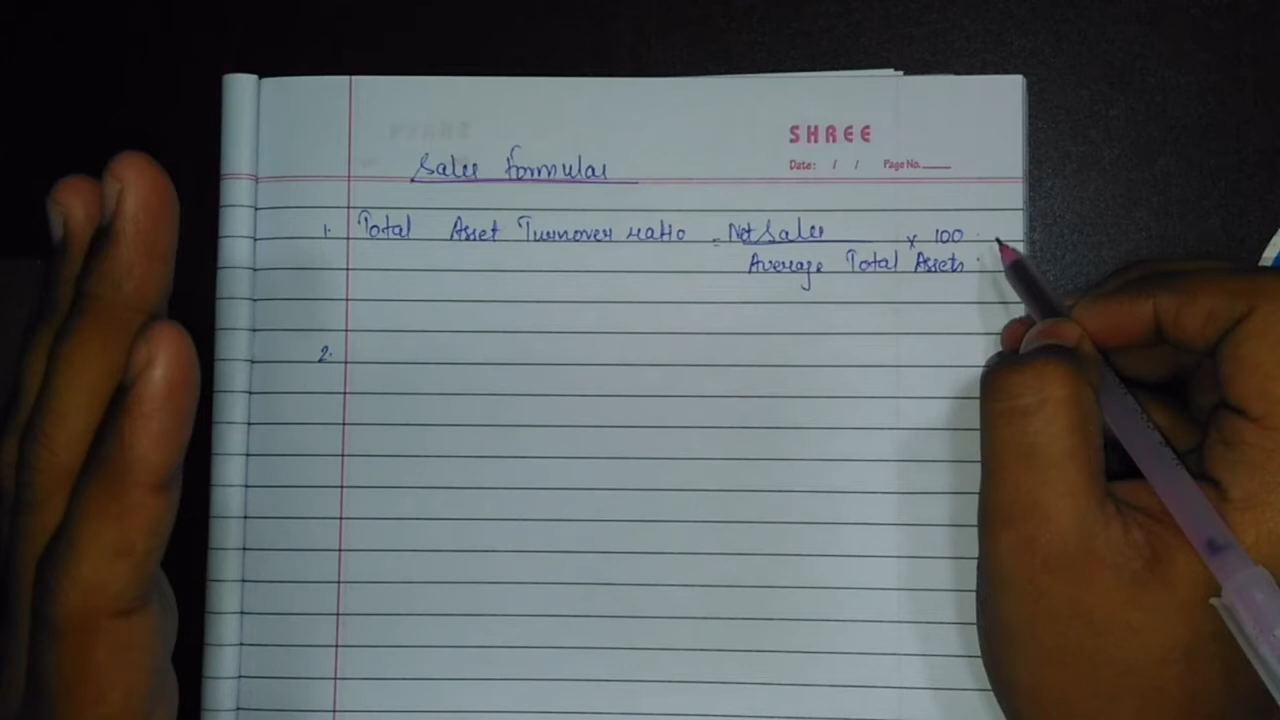 SHREE
Date: / / Page No.
Sales Formulas
1. Total Asset Turnover ratio = Net Sales x 100
Average Total Assets
2.